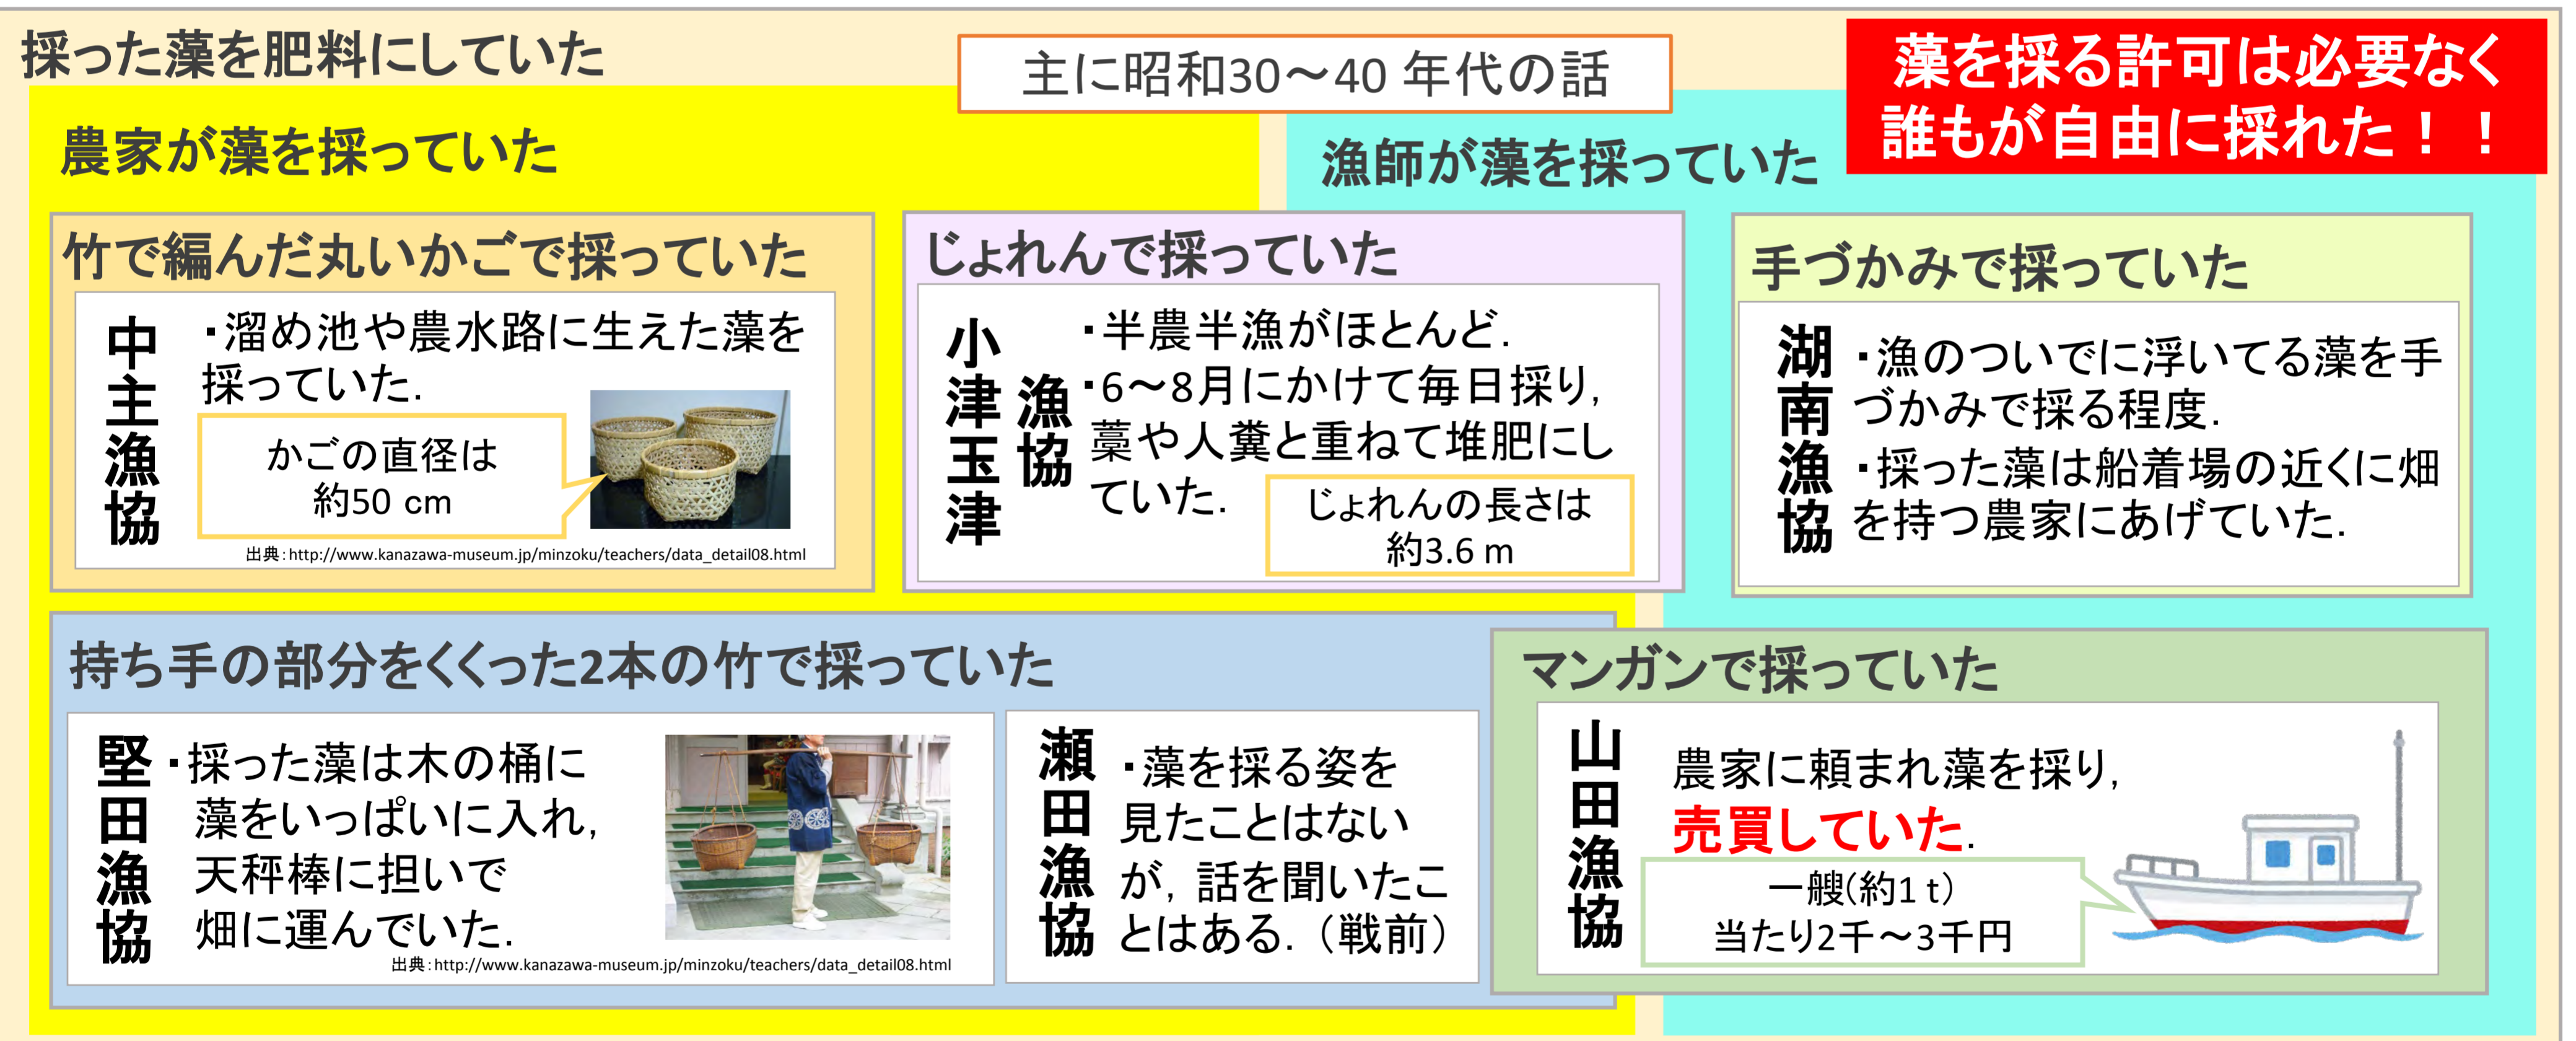 採った藻を肥料にしていた
主に昭和30～40 年代の話
藻を採る許可は必要なく
誰もが自由に採れた！！
農家が藻を採っていた
漁師が藻を採っていた
竹で編んだ丸いかごで採っていた
中主漁協
・溜め池や農水路に生えた藻を
採っていた.
かごの直径は
約50 cm
出典：http://www.kanazawa-museum.jp/minzoku/teachers/data_detail08.html
じょれんで採っていた
小津玉津
漁協
・半農半漁がほとんど.
・6～8月にかけて毎日採り,
藁や人糞と重ねて堆肥にし
ていた.
じょれんの長さは
約3.6 m
手づかみで採っていた
湖南漁協
・漁のついでに浮いてる藻を手
づかみで採る程度.
・採った藻は船着場の近くに畑
を持つ農家にあげていた.
持ち手の部分をくくった2本の竹で採っていた
堅田漁協
・採った藻は木の桶に
藻をいっぱいに入れ,
天秤棒に担いで
畑に運んでいた.
出典：http://www.kanazawa-museum.jp/minzoku/teachers/data_detail08.html
瀬田漁協
・藻を採る姿を
見たことはない
が, 話を聞いたこ
とはある.（戦前）
マンガンで採っていた
山田漁協
農家に頼まれ藻を採り,
売買していた.
一艘(約1 t)
当たり2千～3千円